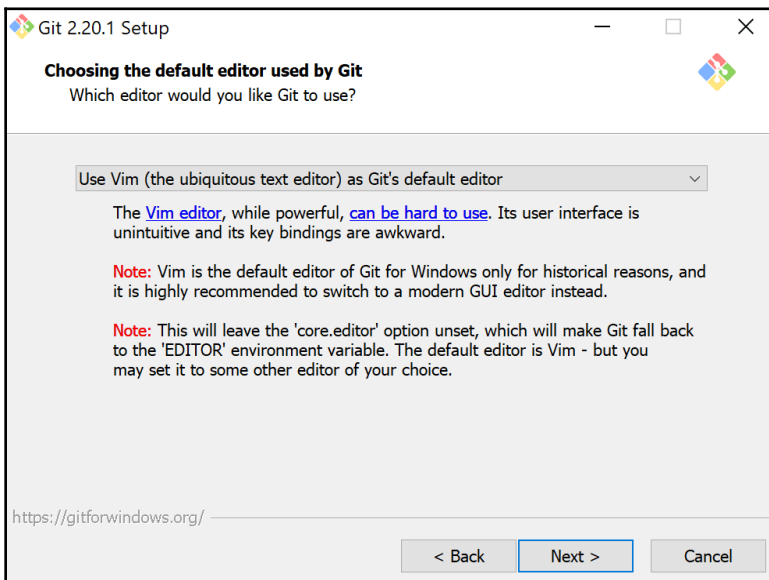 Git 2.20.1 Setup
Choosing the default editor used by Git
Which editor would you like Git to use?
Use Vim (the ubiquitous text editor) as Git's default editor
The Vim editor, while powerful, can be hard to use. Its user interface is
unintuitive and its key bindings are awkward.
Note: Vim is the default editor of Git for Windows only for historical reasons, and
it is highly recommended to switch to a modern GUI editor instead.
Note: This will leave the 'core.editor' option unset, which will make Git fall back
to the 'EDITOR' environment variable. The default editor is Vim - but you
may set it to some other editor of your choice.
https://gitforwindows.org/
< Back Next > Cancel